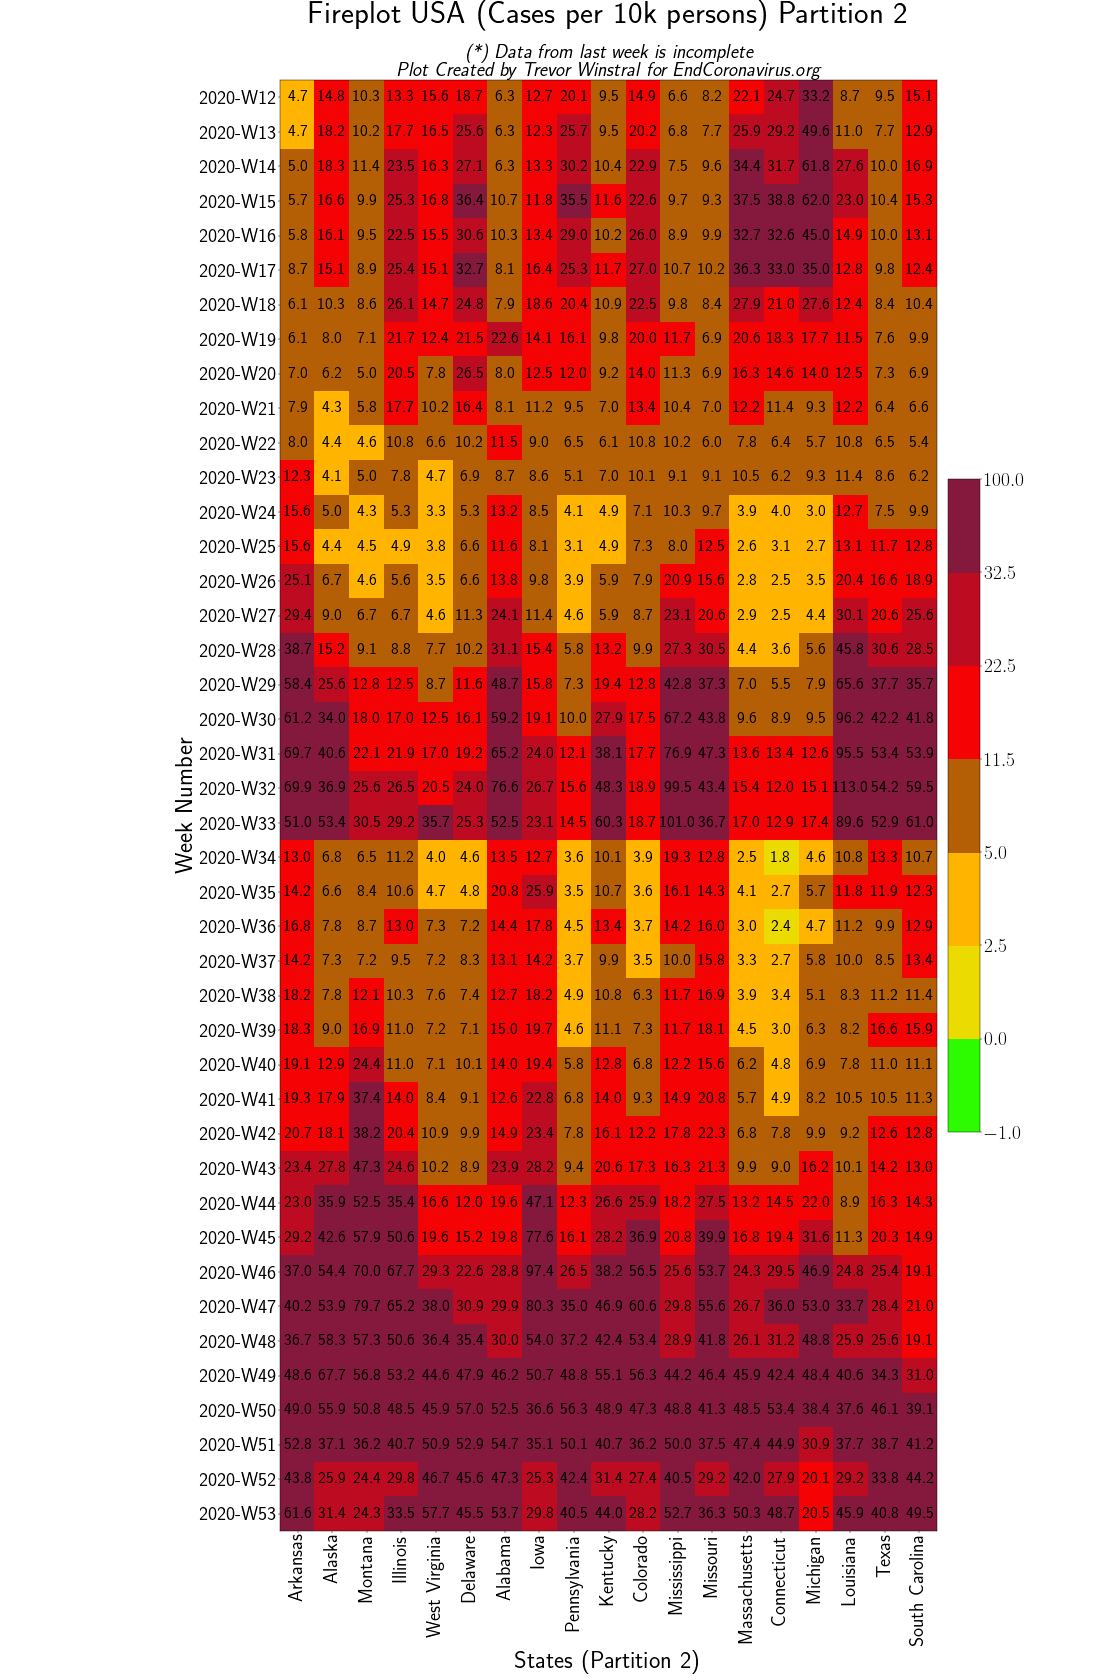 Fireplot USA (Cases per 10k persons) Partition 2
(*) Data from last week is incomplete
Plot Created by Trevor Winstral for EndCoronavirus.org
2020-W12 4.7 14.8 10.3 13.3 15.6 18.7 6.3 12.7 20.1 9.5 14.9 6.6 8.2 22.1 24.7 33.2 8.7 9.5 15.1
2020-W13 4.7 18.2 10.2 17.7 16.5 25.6 6.3 12.3 25.7 9.5 20.2 6.8 7.7 25.9 29.2 49.6 11.0 7.7 12.9
2020-W14 5.0 18.3 11.4 23.5 16.3 27.1 6.3 13.3 30.2 10.4 22.9 7.5 9.6 34.4 31.7 61.8 27.6 10.0 16.9
2020-W15 5.7 16.6 9.9 25.3 16.8 36.4 10.7 11.8 35.5 11.6 22.6 9.7 9.3 37.5 38.8 62.0 23.0 10.4 15.3
2020-W16 5.8 16.1 9.5 22.5 15.5 30.6 10.3 13.4 29.0 10.2 26.0 8.9 9.9 32.7 32.6 45.0 14.9 10.0 13.1
2020-W17 8.7 15.1 8.9 25.4 15.1 32.7 8.1 16.4 25.3 11.7 27.0 10.7 10.2 36.3 33.0 35.0 12.8 9.8 12.4
2020-W18 6.1 10.3 8.6 26.1 14.7 24.8 7.9 18.6 20.4 10.9 22.5 9.8 8.4 27.9 21.0 27.6 12.4 8.4 10.4
2020-W19 6.1 8.0 7.1 21.7 12.4 21.5 22.6 14.1 16.1 9.8 20.0 11.7 6.9 20.6 18.3 17.7 11.5 7.6 9.9
2020-W20 7.0 6.2 5.0 20.5 7.8 26.5 8.0 12.5 12.0 9.2 14.0 11.3 6.9 16.3 14.6 14.0 12.5 7.3 6.9
2020-W21 7.9 4.3 5.8 17.7 10.2 16.4 8.1 11.2 9.5 7.0 13.4 10.4 7.0 12.2 11.4 9.3 12.2 6.4 6.6
2020-W22 8.0 4.4 4.6 10.8 6.6 10.2 11.5 9.0 6.5 6.1 10.8 10.2 6.0 7.8 6.4 5.7 10.8 6.5 5.4
2020-W23 12.3 4.1 5.0 7.8 4.7 6.9 8.7 8.6 5.1 7.0 10.1 9.1 9.1 10.5 6.2 9.3 11.4 8.6 6.2
2020-W24 15.6 5.0 4.3 5.3 3.3 5.3 13.2 8.5 4.1 4.9 7.1 10.3 9.7 3.9 4.0 3.0 12.7 7.5 9.9
2020-W25 15.6 4.4 4.5 4.9 3.8 6.6 11.6 8.1 3.1 4.9 7.3 8.0 12.5 2.6 3.1 2.7 13.1 11.7 12.8
2020-W26 25.1 6.7 4.6 5.6 3.5 6.6 13.8 9.8 3.9 5.9 7.9 20.9 15.6 2.8 2.5 3.5 20.4 16.6 18.9
2020-W27 29.4 9.0 6.7 6.7 4.6 11.3 24.1 11.4 4.6 5.9 8.7 23.1 20.6 2.9 2.5 4.4 30.1 20.6 25.6
2020-W28 38.7 15.2 9.1 8.8 7.7 10.2 31.1 15.4 5.8 13.2 9.9 27.3 30.5 4.4 3.6 5.6 45.8 30.6 28.5
2020-W29 58.4 25.6 12.8 12.5 8.7 11.6 48.7 15.8 7.3 19.4 12.8 42.8 37.3 7.0 5.5 7.9 65.6 37.7 35.7
2020-W30 61.2 34.0 18.0 17.0 12.5 16.1 59.2 19.1 10.0 27.9 17.5 67.2 43.8 9.6 8.9 9.5 96.2 42.2 41.8
2020-W31 69.7 40.6 22.1 21.9 17.0 19.2 65.2 24.0 12.1 38.1 17.7 76.9 47.3 13.6 13.4 12.6 95.5 53.4 53.9
2020-W32 69.9 36.9 25.6 26.5 20.5 24.0 76.6 26.7 15.6 48.3 18.9 99.5 43.4 15.4 12.0 15.1 113.0 54.2 59.5
2020-W33 51.0 53.4 30.5 29.2 35.7 25.3 52.5 23.1 14.5 60.3 18.7 101.0 36.7 17.0 12.9 17.4 89.6 52.9 61.0
2020-W34 13.0 6.8 6.5 11.2 4.0 4.6 13.5 12.7 3.6 10.1 3.9 19.3 12.8 2.5 1.8 4.6 10.8 13.3 10.7
2020-W35 14.2 6.6 8.4 10.6 4.7 4.8 20.8 25.9 3.5 10.7 3.6 16.1 14.3 4.1 2.7 5.7 11.8 11.9 12.3
2020-W36 16.8 7.8 8.7 13.0 7.3 7.2 14.4 17.8 4.5 13.4 3.7 14.2 16.0 3.0 2.4 4.7 11.2 9.9 12.9
2020-W37 14.2 7.3 7.2 9.5 7.2 8.3 13.1 14.2 3.7 9.9 3.5 10.0 15.8 3.3 2.7 5.8 10.0 8.5 13.4
2020-W38 18.2 7.8 12.1 10.3 7.6 7.4 12.7 18.2 4.9 10.8 6.3 11.7 16.9 3.9 3.4 5.1 8.3 11.2 11.4
2020-W39 18.3 9.0 16.9 11.0 7.2 7.1 15.0 19.7 4.6 11.1 7.3 11.7 18.1 4.5 3.0 6.3 8.2 16.6 15.9
2020-W40 19.1 12.9 24.4 11.0 7.1 10.1 14.0 19.4 5.8 12.8 6.8 12.2 15.6 6.2 4.8 6.9 7.8 11.0 11.1
2020-W41 19.3 17.9 37.4 14.0 8.4 9.1 12.6 22.8 6.8 14.0 9.3 14.9 20.8 5.7 4.9 8.2 10.5 10.5 11.3
2020-W42 20.7 18.1 38.2 20.4 10.9 9.9 14.9 23.4 7.8 16.1 12.2 17.8 22.3 6.8 7.8 9.9 9.2 12.6 12.8
2020-W43 23.4 27.8 47.3 24.6 10.2 8.9 23.9 28.2 9.4 20.6 17.3 16.3 21.3 9.9 9.0 16.2 10.1 14.2 13.0
2020-W44 23.0 35.9 52.5 35.4 16.6 12.0 19.6 47.1 12.3 26.6 25.9 18.2 27.5 13.2 14.5 22.0 8.9 16.3 14.3
2020-W45 29.2 42.6 57.9 50.6 19.6 15.2 19.8 77.6 16.1 28.2 36.9 20.8 39.9 16.8 19.4 31.6 11.3 20.3 14.9
2020-W46 37.0 54.4 70.0 67.7 29.3 22.6 28.8 97.4 26.5 38.2 56.5 25.6 53.7 24.3 29.5 46.9 24.8 25.4 19.1
2020-W47 40.2 53.9 79.7 65.2 38.0 30.9 29.9 80.3 35.0 46.9 60.6 29.8 55.6 26.7 36.0 53.0 33.7 28.4 21.0
2020-W48 36.7 58.3 57.3 50.6 36.4 35.4 30.0 54.0 37.2 42.4 53.4 28.9 41.8 26.1 31.2 48.8 25.9 25.6 19.1
2020-W49 48.6 67.7 56.8 53.2 44.6 47.9 46.2 50.7 48.8 55.1 56.3 44.2 46.4 45.9 42.4 48.4 40.6 34.3 31.0
2020-W50 49.0 55.9 50.8 48.5 45.9 57.0 52.5 36.6 56.3 48.9 47.3 48.8 41.3 48.5 53.4 38.4 37.6 46.1 39.1
2020-W51 52.8 37.1 36.2 40.7 50.9 52.9 54.7 35.1 50.1 40.7 36.2 50.0 37.5 47.4 44.9 30.9 37.7 38.7 41.2
2020-W52 43.8 25.9 24.4 29.8 46.7 45.6 47.3 25.3 42.4 31.4 27.4 40.5 29.2 42.0 27.9 20.1 29.2 33.8 44.2
2020-W53 61.6 31.4 24.3 33.5 57.7 45.5 53.7 29.8 40.5 44.0 28.2 52.7 36.3 50.3 48.7 20.5 45.9 40.8 49.5
Week Number
Arkansas Alaska Montana Illinois West Virginia Delaware Alabama Iowa Pennsylvania Kentucky Colorado Mississippi Missouri Massachusetts Connecticut Michigan Louisiana Texas South Carolina
States (Partition 2)
100.0
32.5
22.5
11.5
5.0
2.5
0.0
−1.0